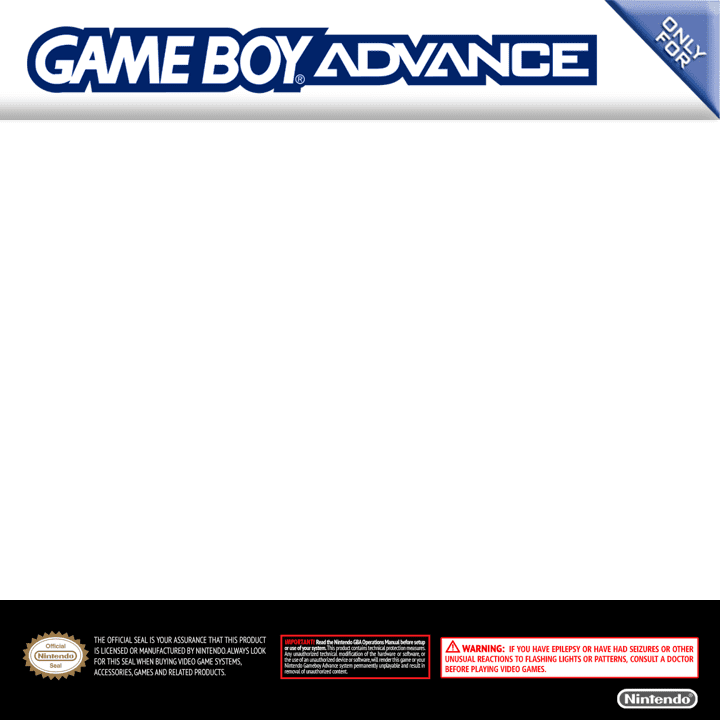 GAME BOY ADVANCE
®
ONLY
FOR
Official
Nintendo
Seal
THE OFFICIAL SEAL IS YOUR ASSURANCE THAT THIS PRODUCT
IS LICENSED OR MANUFACTURED BY NINTENDO.ALWAYS LOOK
FOR THIS SEAL WHEN BUYING VIDEO GAME SYSTEMS,
ACCESSORIES, GAMES AND RELATED PRODUCTS.
IMPORTANT! Read the Nintendo GBA Operations Manual before setup
or use of your system. This product contains technical protection measures.
Any unauthorized technical modification of the hardware or software, or
the use of an unauthorized device or software, will render this game or your
Nintendo GameBoy Advance system permanently unplayable and result in
removal of unauthorized content.
WARNING: IF YOU HAVE EPILEPSY OR HAVE HAD SEIZURES OR OTHER
UNUSUAL REACTIONS TO FLASHING LIGHTS OR PATTERNS, CONSULT A DOCTOR
BEFORE PLAYING VIDEO GAMES.
Nintendo®